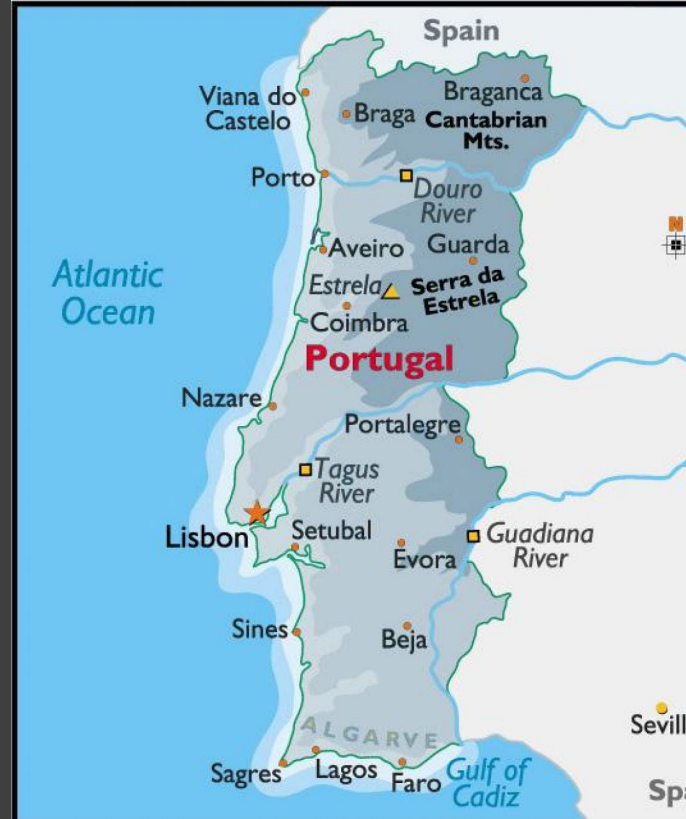 Spain
Viana do
Castelo
Braganca
Braga
Cantabrian
Mts.
Porto
Douro
River
N
Aveiro
Guarda
Atlantic
Ocean
Estrela
Serra da
Estrela
Coimbra
Portugal
Nazare
Portalegre
Tagus
River
Lisbon
Setubal
Evora
Guadiana
River
Sines
Beja
Sevill
ALGARVE
Sagres
Lagos
Faro
Gulf of
Cadiz
Spa